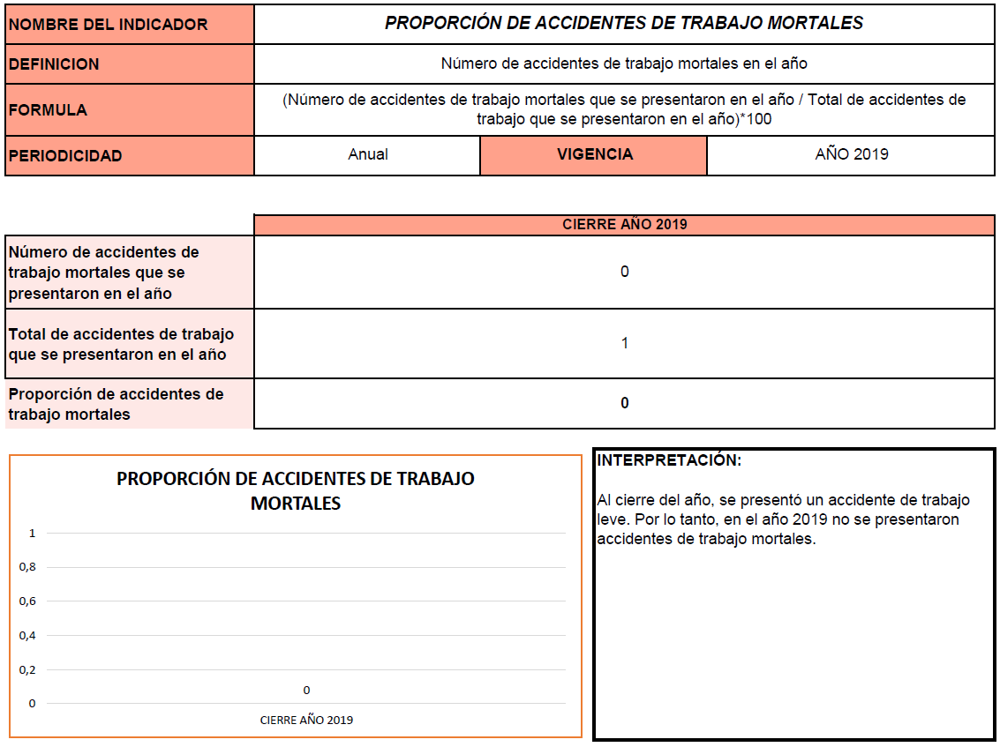 NOMBRE DEL INDICADOR
PROPORCIÓN DE ACCIDENTES DE TRABAJO MORTALES
DEFINICION
Número de accidentes de trabajo mortales en el año
FORMULA
(Número de accidentes de trabajo mortales que se presentaron en el año / Total de accidentes de
trabajo que se presentaron en el año)*100
PERIODICIDAD
Anual
VIGENCIA
AÑO 2019
CIERRE AÑO 2019
Número de accidentes de
trabajo mortales que se
presentaron en el año
0
Total de accidentes de trabajo
que se presentaron en el año
1
Proporción de accidentes de
trabajo mortales
0
PROPORCIÓN DE ACCIDENTES DE TRABAJO
MORTALES
1
0,8
0,6
0,4
0,2
0
0
CIERRE AÑO 2019
INTERPRETACIÓN:
Al cierre del año, se presentó un accidente de trabajo
leve. Por lo tanto, en el año 2019 no se presentaron
accidentes de trabajo mortales.